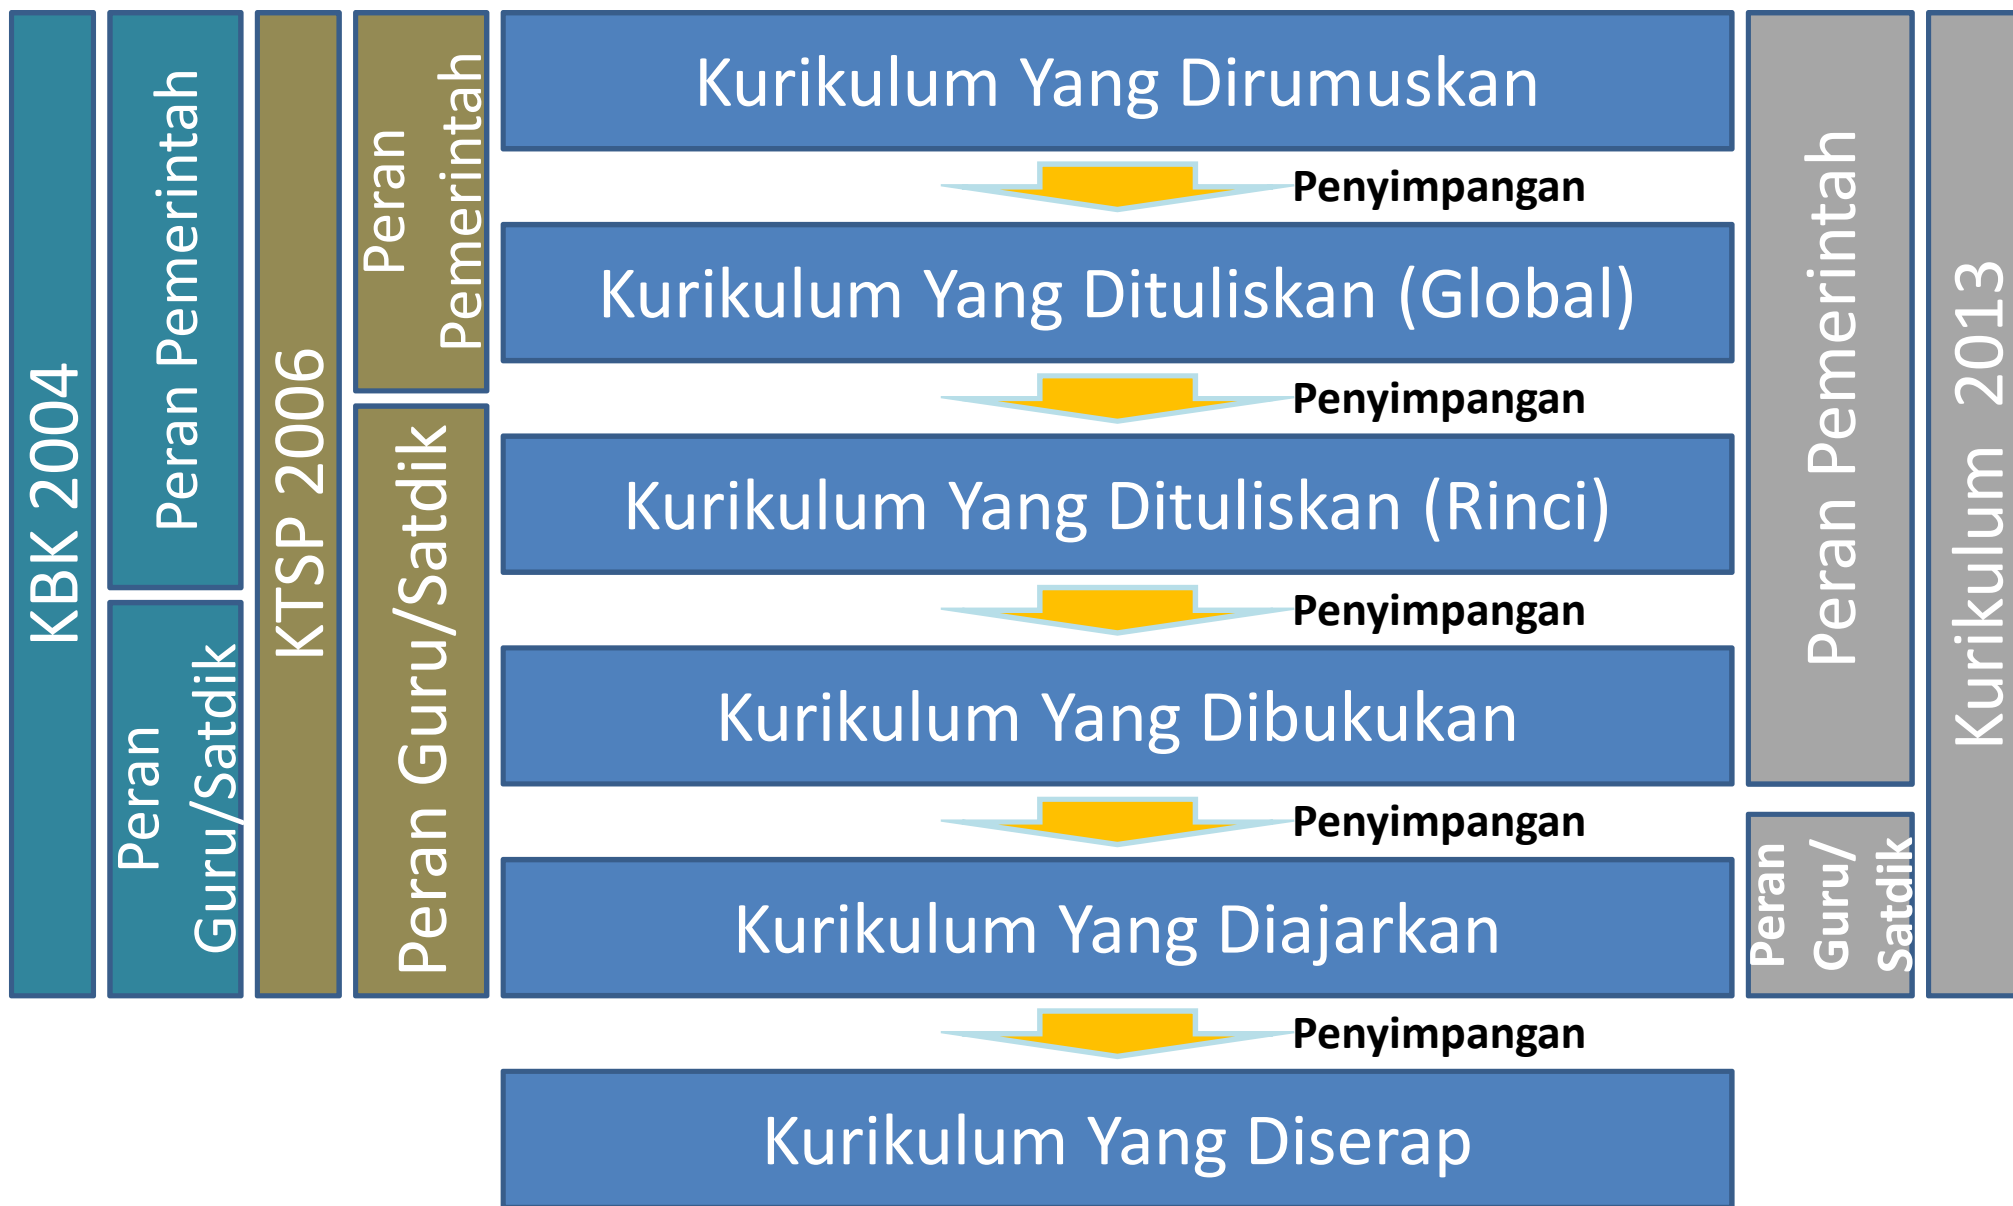 KBK 2004
Peran Pemerintah
Peran
Guru/Satdik
KTSP 2006
Peran
Pemerintah
Peran Guru/Satdik
Kurikulum Yang Dirumuskan
Penyimpangan
Kurikulum Yang Dituliskan (Global)
Penyimpangan
Kurikulum Yang Dituliskan (Rinci)
Penyimpangan
Kurikulum Yang Dibukukan
Penyimpangan
Kurikulum Yang Diajarkan
Penyimpangan
Kurikulum Yang Diserap
Peran Pemerintah
Peran
Guru/
Satdik
Kurikulum 2013